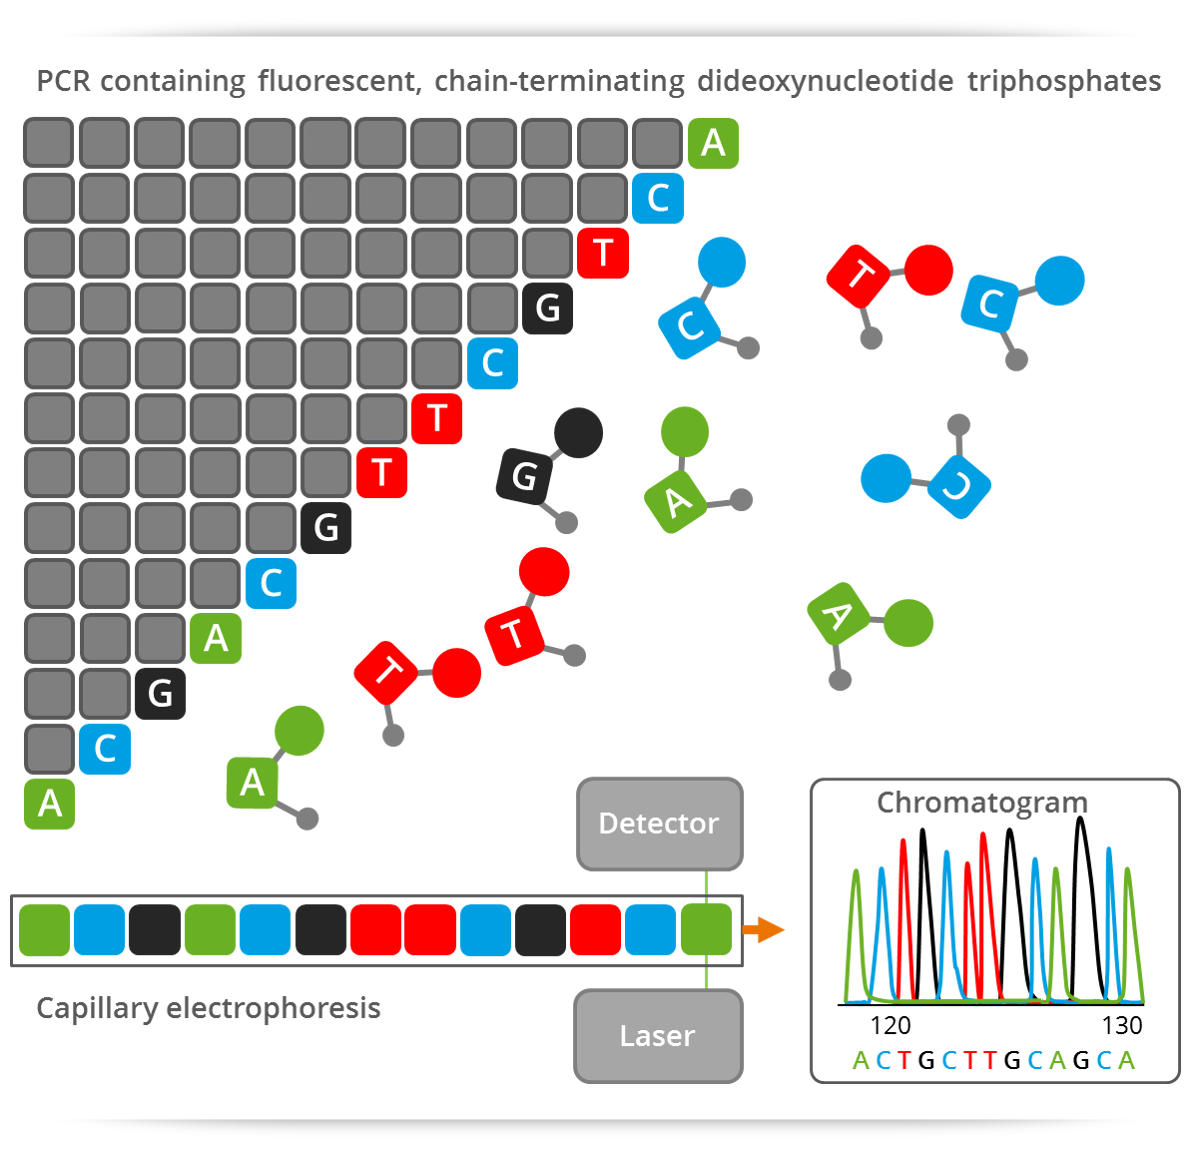 PCR containing fluorescent, chain-terminating dideoxynucleotide triphosphates
A
C
T
G
C
T
T
G
C
A
G
C
A
C
T
C
G
A
C
T
T
A
A
Detector
Chromatogram
Capillary electrophoresis
Laser
120 130
A C T G C T T G C A G C A